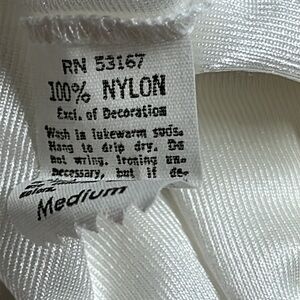 RN 53167
100% NYLON
Excl. of Decoration
Wash in lukewarm suds.
Hang to drip dry. Do
not wring. Ironing un-
necessary, but if de-
Medium